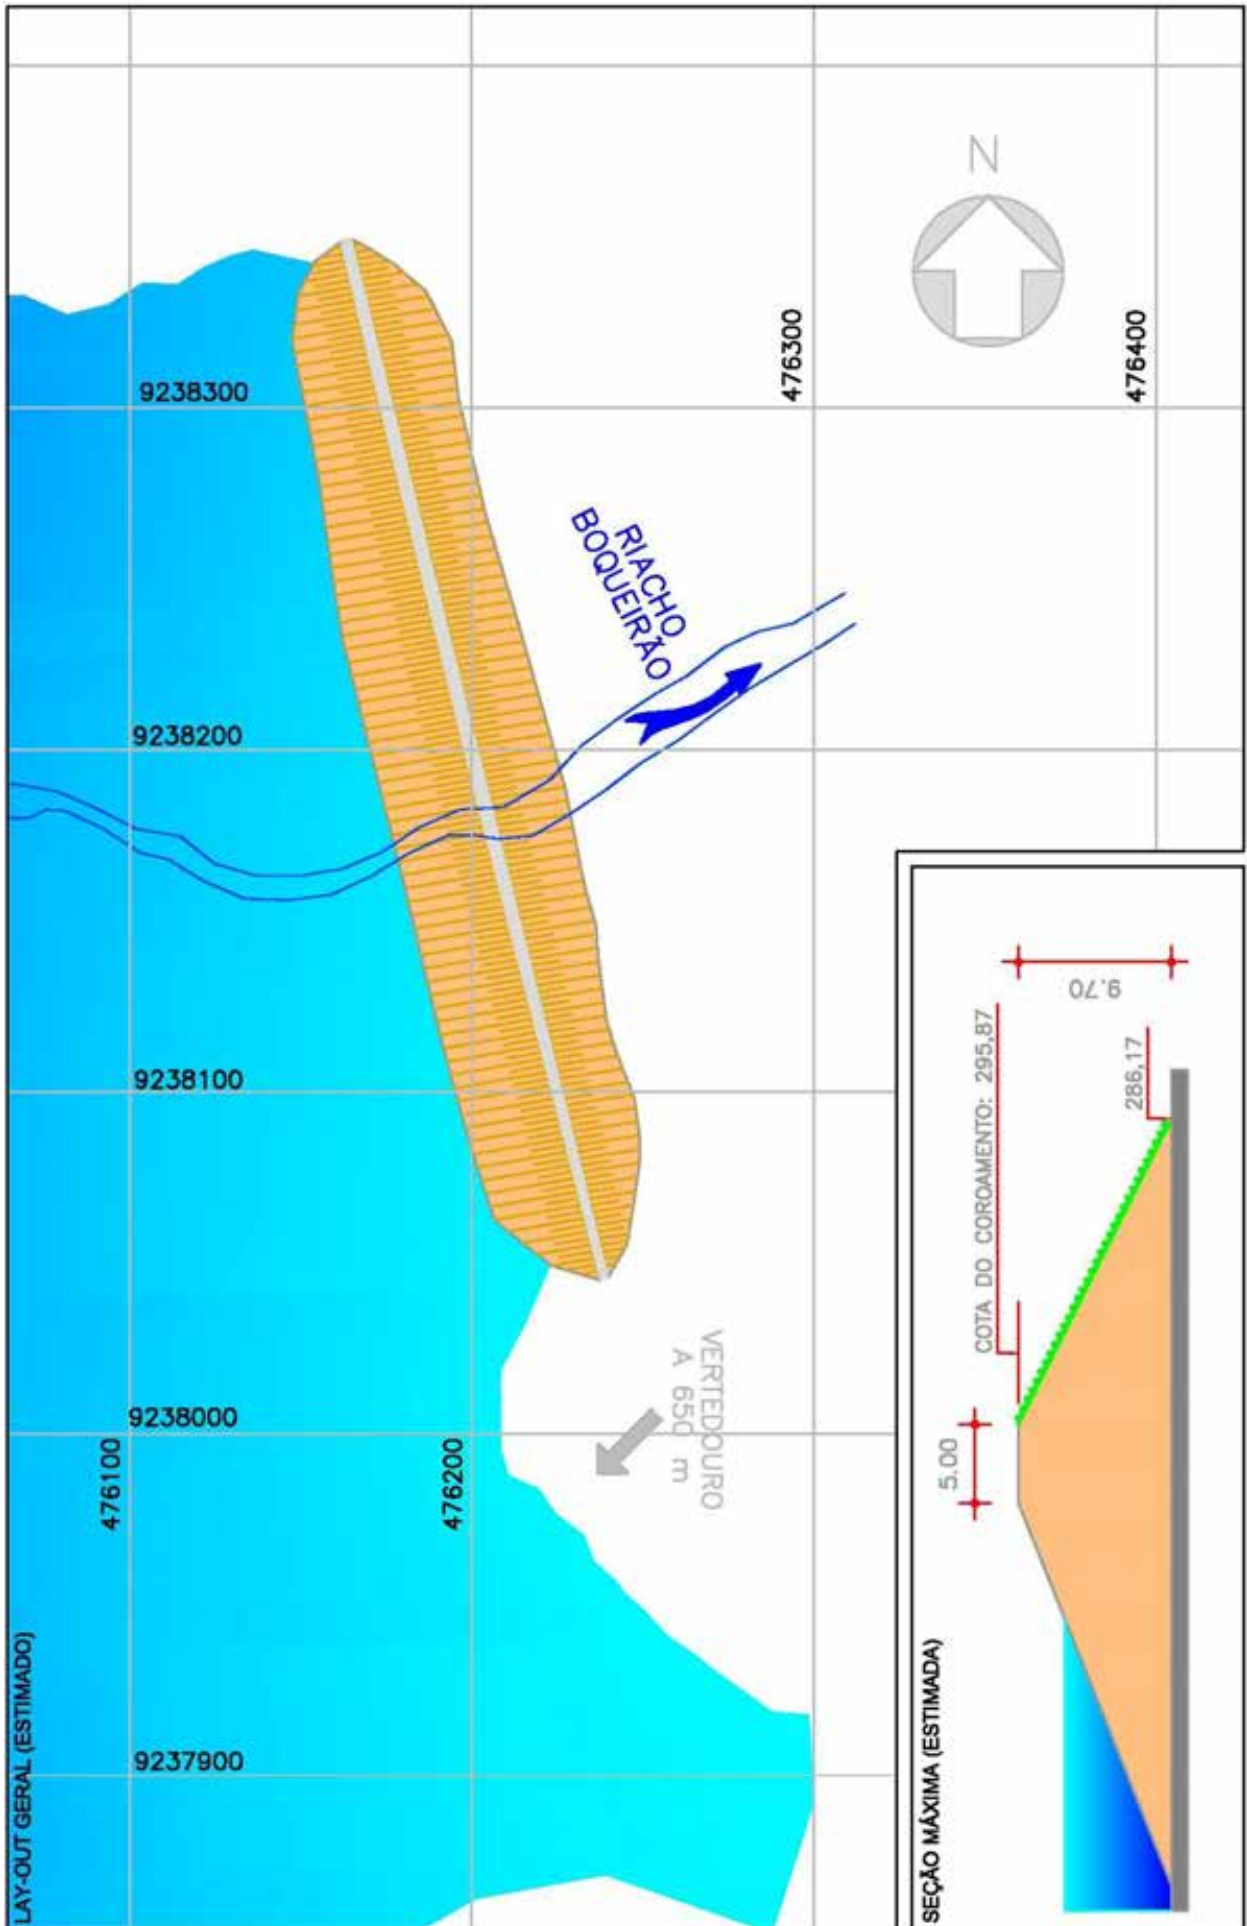 LAY-OUT GERAL (ESTIMADO)
N
9238300
476300
476400
RIACHO
BOQUEIRÃO
9238200
9238100
VERTEDOURO
A 650 m
9238000
476100
476200
9237900
SEÇÃO MÁXIMA (ESTIMADA)
5.00
COTA DO COROAMENTO: 295,87
9.70
286,17